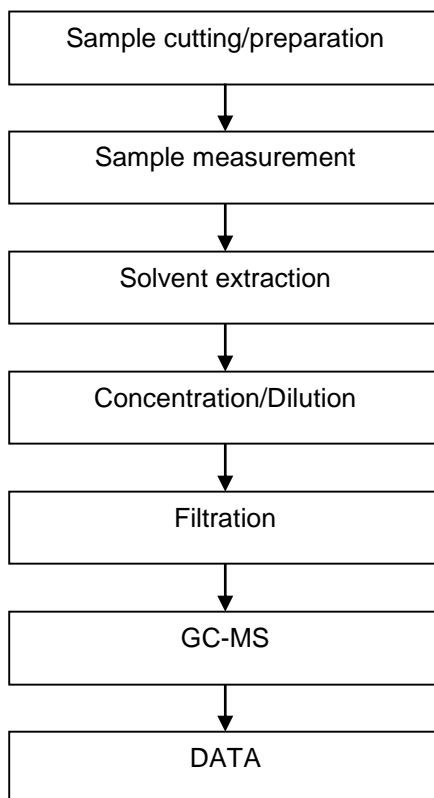 Sample cutting/preparation
Sample measurement
Solvent extraction
Concentration/Dilution
Filtration
GC-MS
DATA